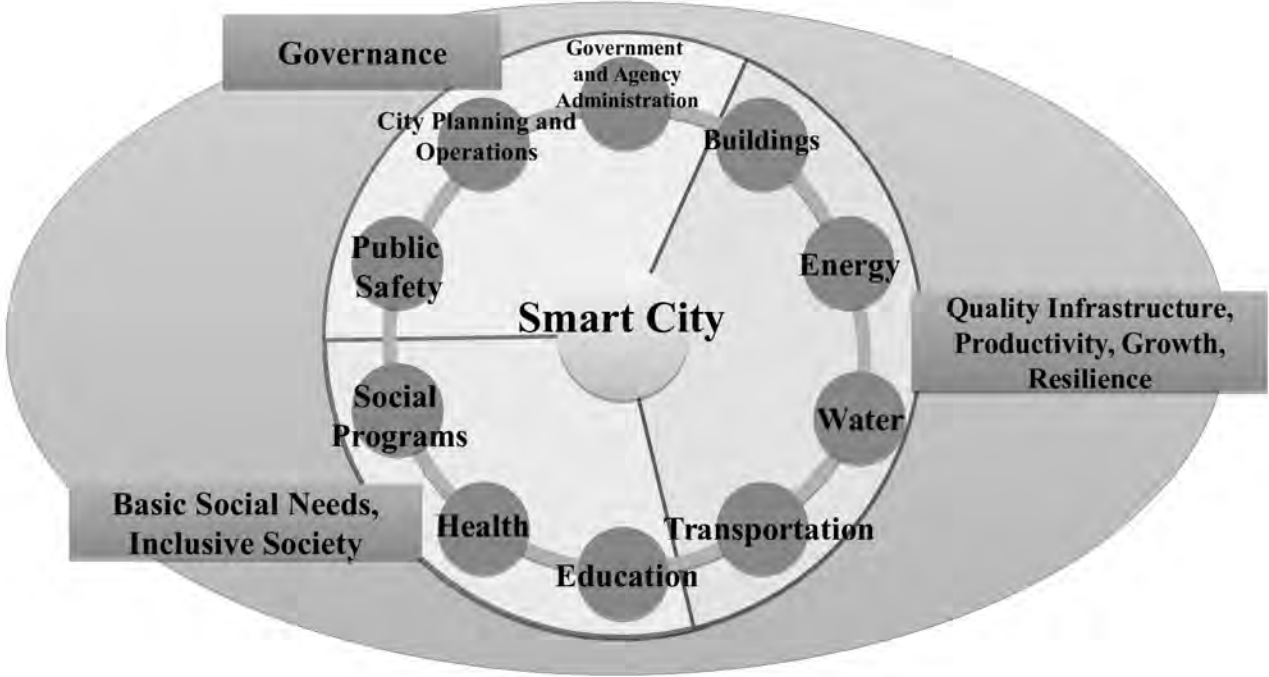 Governance
Government
and Agency
Administration
City Planning and
Operations
Buildings
Public
Safety
Energy
Smart City
Quality Infrastructure,
Productivity, Growth,
Resilience
Social
Programs
Water
Basic Social Needs,
Inclusive Society
Health
Transportation
Education